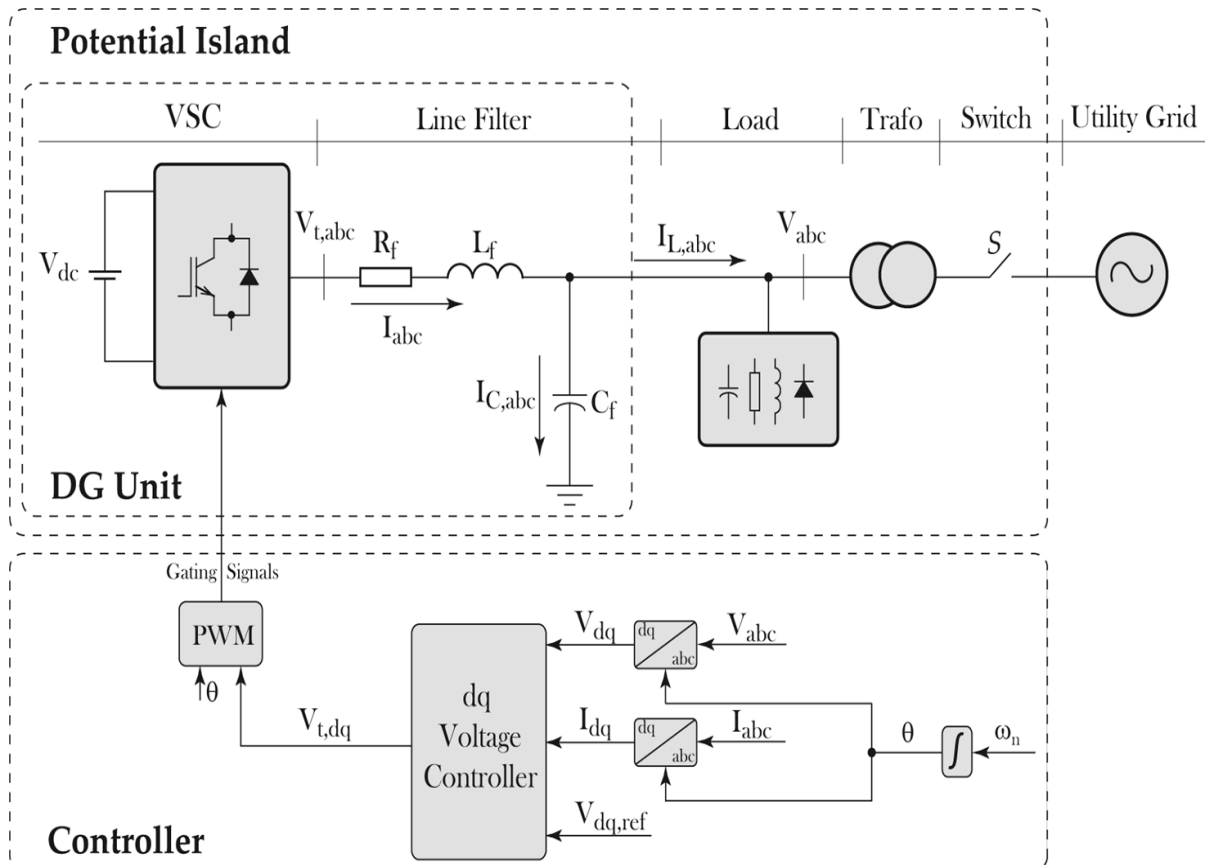 Potential Island
VSC
Line Filter
Load
Trafo
Switch
Utility Grid
V_dc
V_t,abc
R_f
L_f
I_abc
I_L,abc
V_abc
S
I_C,abc
C_f
DG Unit
Gating Signals
PWM
θ
V_t,dq
dq
Voltage
Controller
V_dq
dq
abc
V_abc
I_dq
dq
abc
I_abc
V_dq,ref
θ
∫
ω_n
Controller